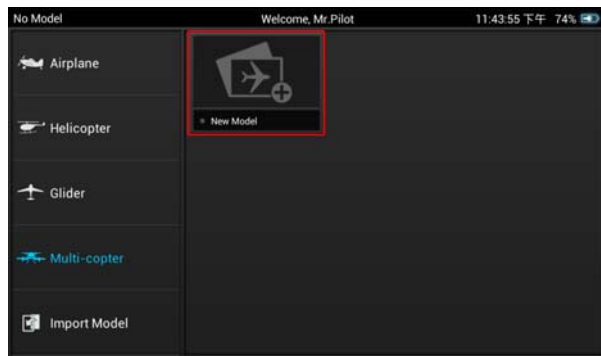 No Model Welcome, Mr.Pilot 11:43:55 下午 74%
Airplane
Helicopter
Glider
Multi-copter
Import Model
New Model